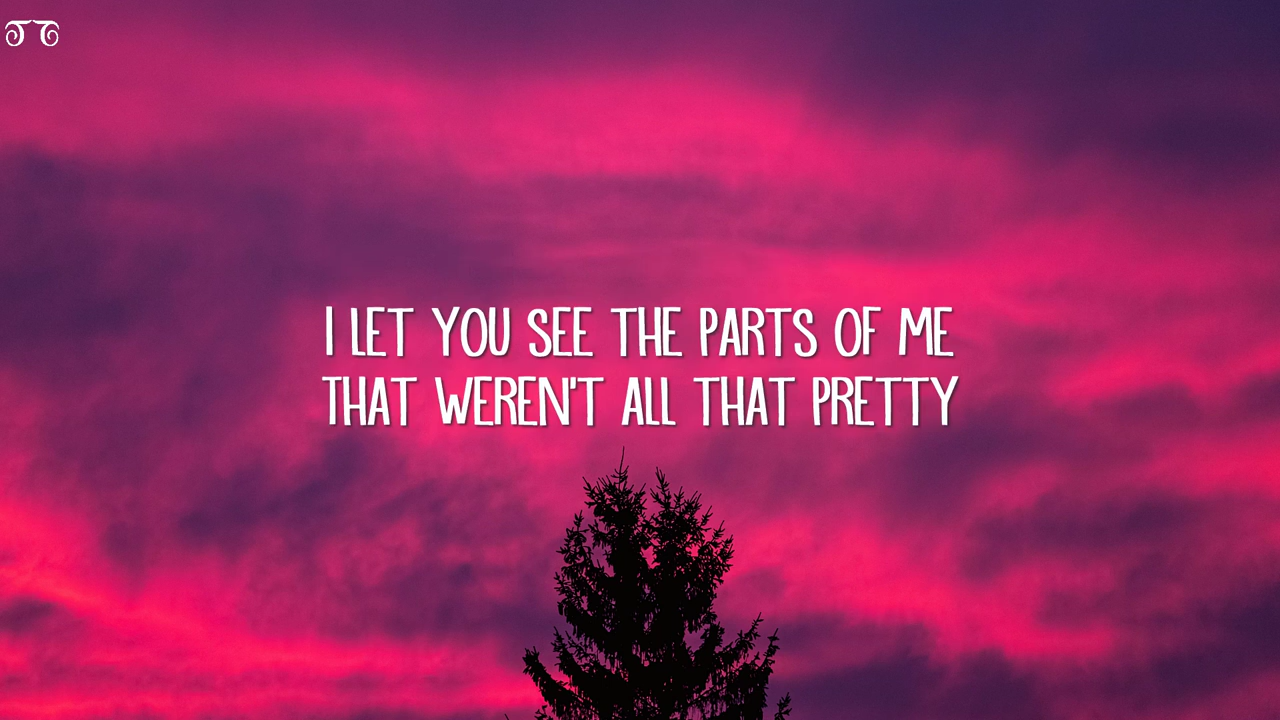 I LET YOU SEE THE PARTS OF ME
THAT WEREN'T ALL THAT PRETTY